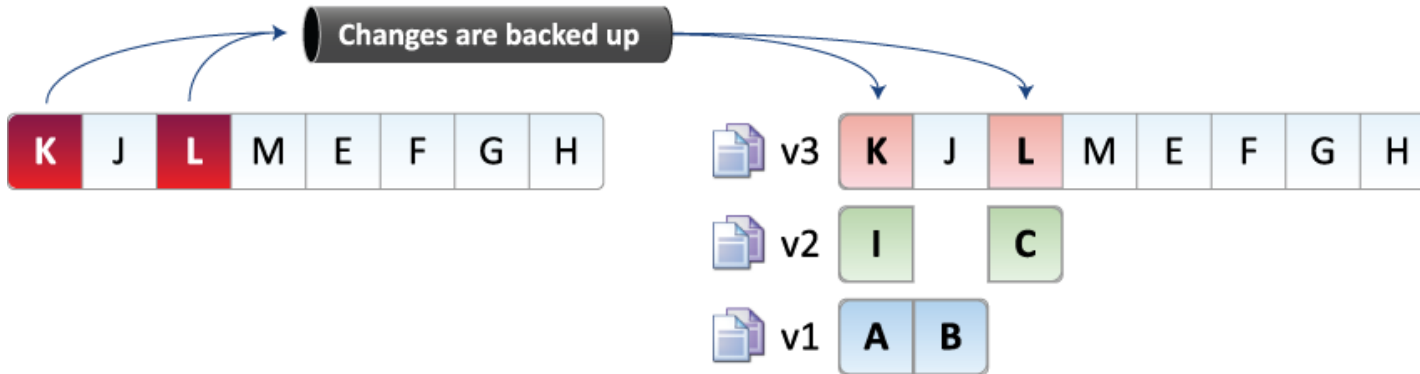 Changes are backed up
K J L M E F G H
v3 K J L M E F G H
v2 I C
v1 A B